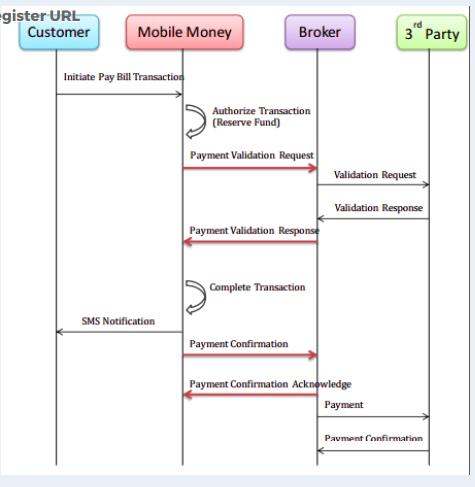 egister URL
Customer
Mobile Money
Broker
3rd Party
Initiate Pay Bill Transaction
Authorize Transaction
(Reserve Fund)
Payment Validation Request
Validation Request
Validation Response
Payment Validation Response
Complete Transaction
SMS Notification
Payment Confirmation
Payment Confirmation Acknowledge
Payment
Payment Confirmation